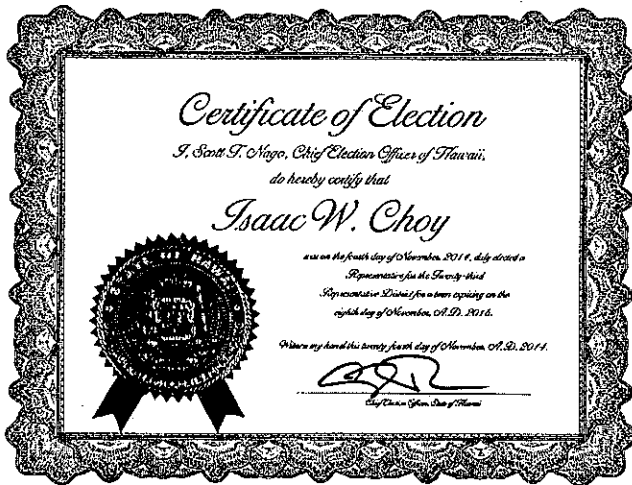 Certificate of Election
I, Scott T. Nago, Chief Election Officer of Hawaii,
do hereby certify that
Isaac W. Choy
was on the fourth day of November, 2014, duly elected a
Representative for the Twenty-third
Representative District for a term expiring on the
eighth day of November, A.D. 2016.
Witness my hand this twenty fourth day of November, A.D. 2014.
Chief Election Officer, State of Hawaii